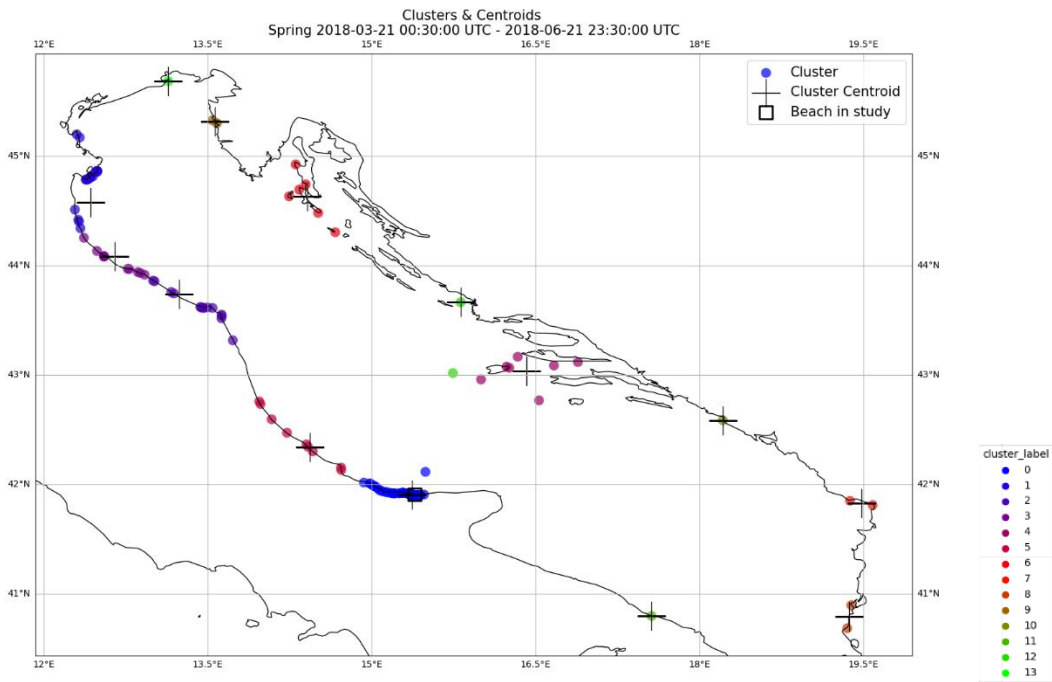 Clusters & Centroids
Spring 2018-03-21 00:30:00 UTC - 2018-06-21 23:30:00 UTC
12°E 13.5°E 15°E 16.5°E 18°E 19.5°E
Cluster
Cluster Centroid
Beach in study
45°N 45°N
44°N 44°N
43°N 43°N
42°N 42°N
41°N 41°N
12°E 13.5°E 15°E 16.5°E 18°E 19.5°E
cluster_label
0
1
2
3
4
5
6
7
8
9
10
11
12
13